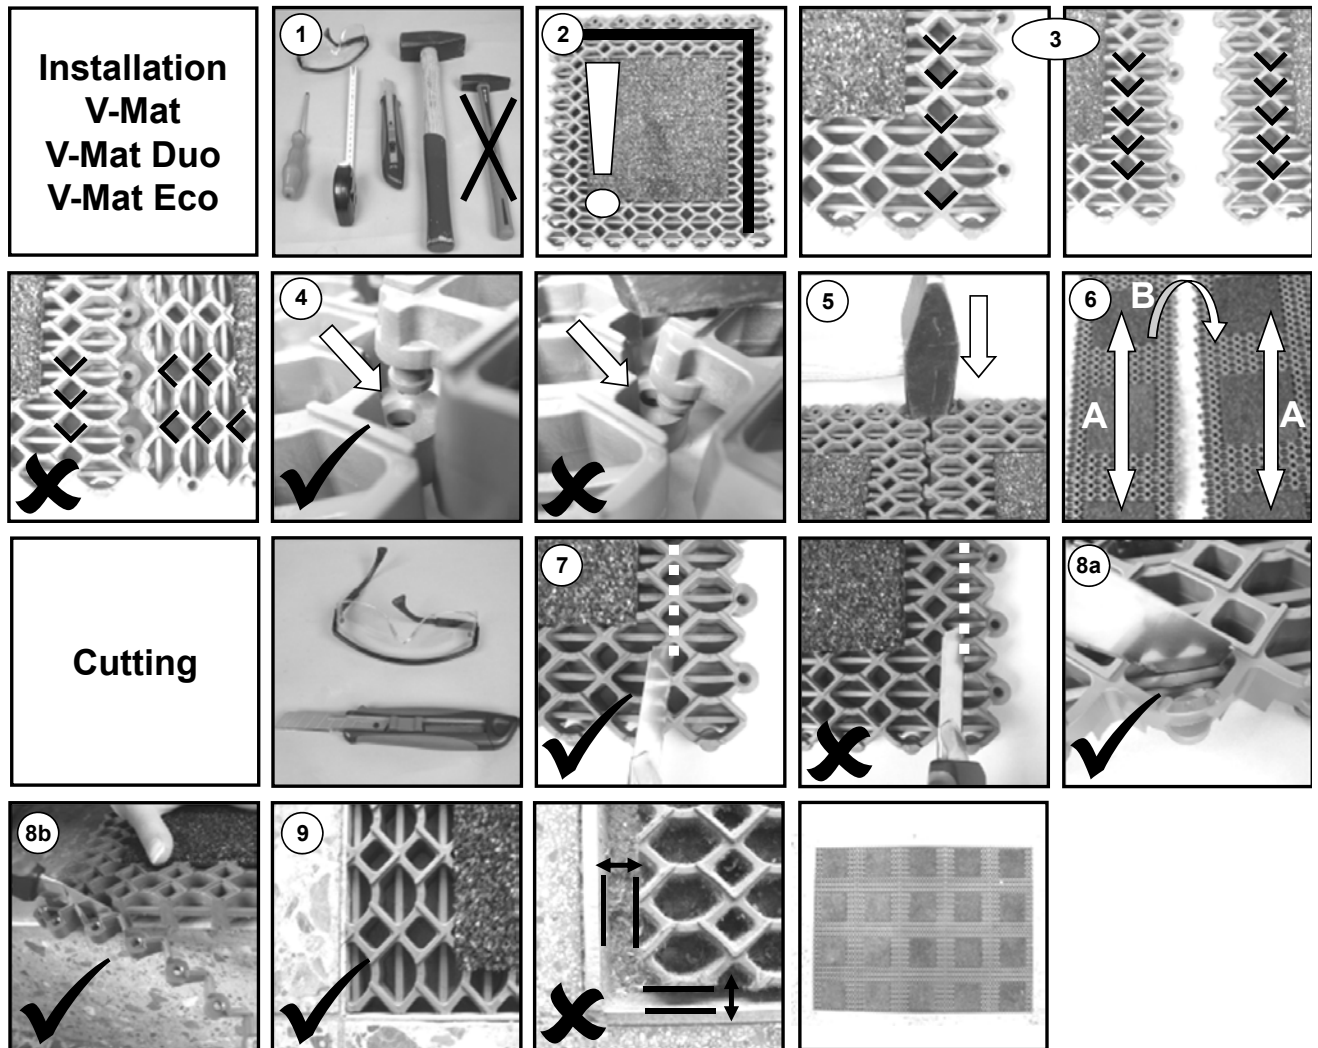 Installation
V-Mat
V-Mat Duo
V-Mat Eco
1
2
3
4
5
6
B
A
A
Cutting
7
8a
8b
9